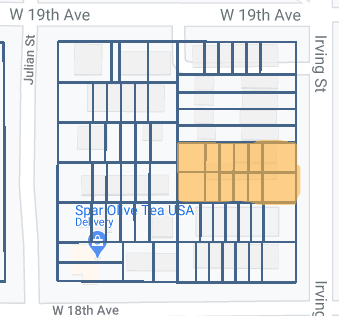 W 19th Ave
W 19th Ave
Julian St
Irving St
Spar Olive Tea USA
Delivery
W 18th Ave
Irving